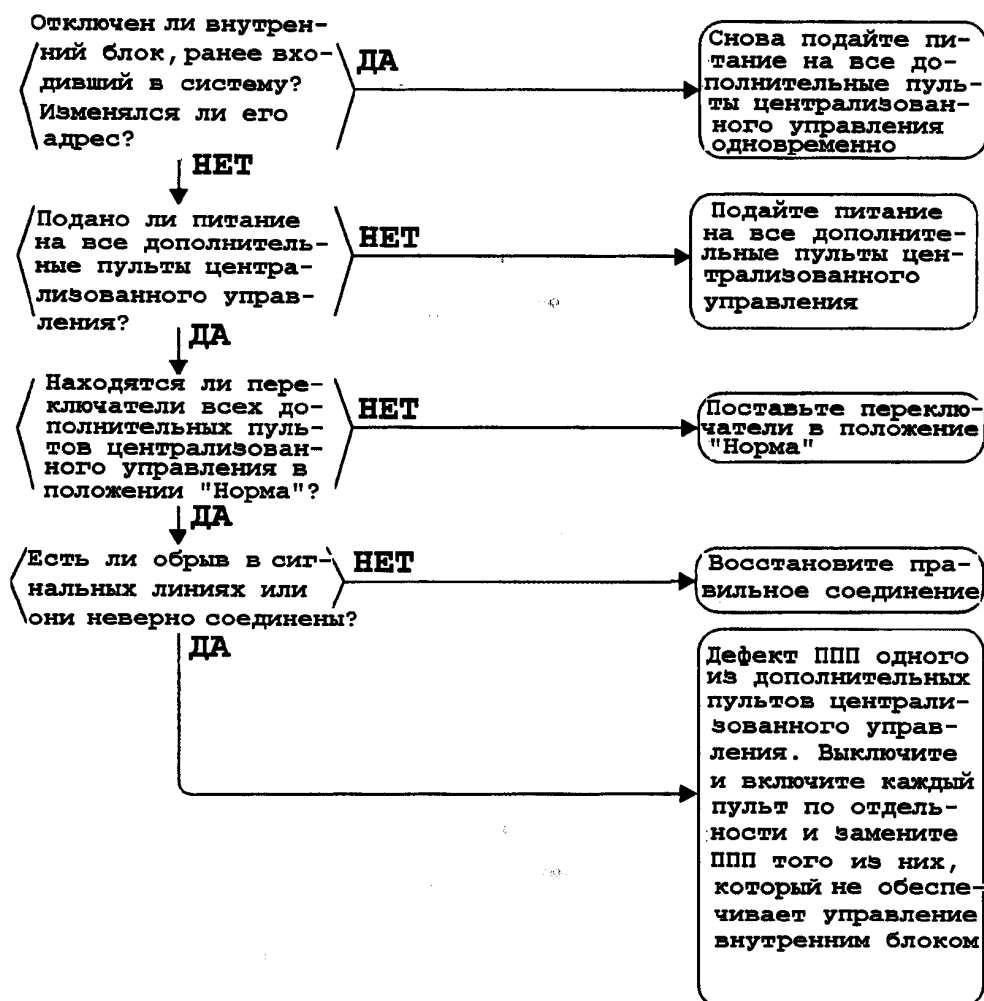 Отключен ли внутрен-
ний блок, ранее вхо-
дивший в систему?
Изменялся ли его
адрес?
ДА
Снова подайте пи-
тание на все до-
полнительные пуль-
ты централизован-
ного управления
одновременно
НЕТ
Подано ли питание
на все дополнитель-
ные пульты центра-
лизованного управ-
ления?
НЕТ
Подайте питание
на все дополните-
льные пульты цен-
трализованного
управления
ДА
Находятся ли пере-
ключатели всех до-
полнительных пуль-
тов централизован-
ного управления в
положении "Норма"?
НЕТ
Поставьте переклю-
чатели в положение
"Норма"
ДА
Есть ли обрыв в сиг-
нальных линиях или
они неверно соединены?
НЕТ
Восстановите пра-
вильное соединение
ДА
Дефект ППП одного
из дополнительных
пультов централи-
зованного управ-
ления. Выключите
и включите каждый
пульт по отдель-
ности и замените
ППП того из них,
который не обеспе-
чивает управление
внутренним блоком